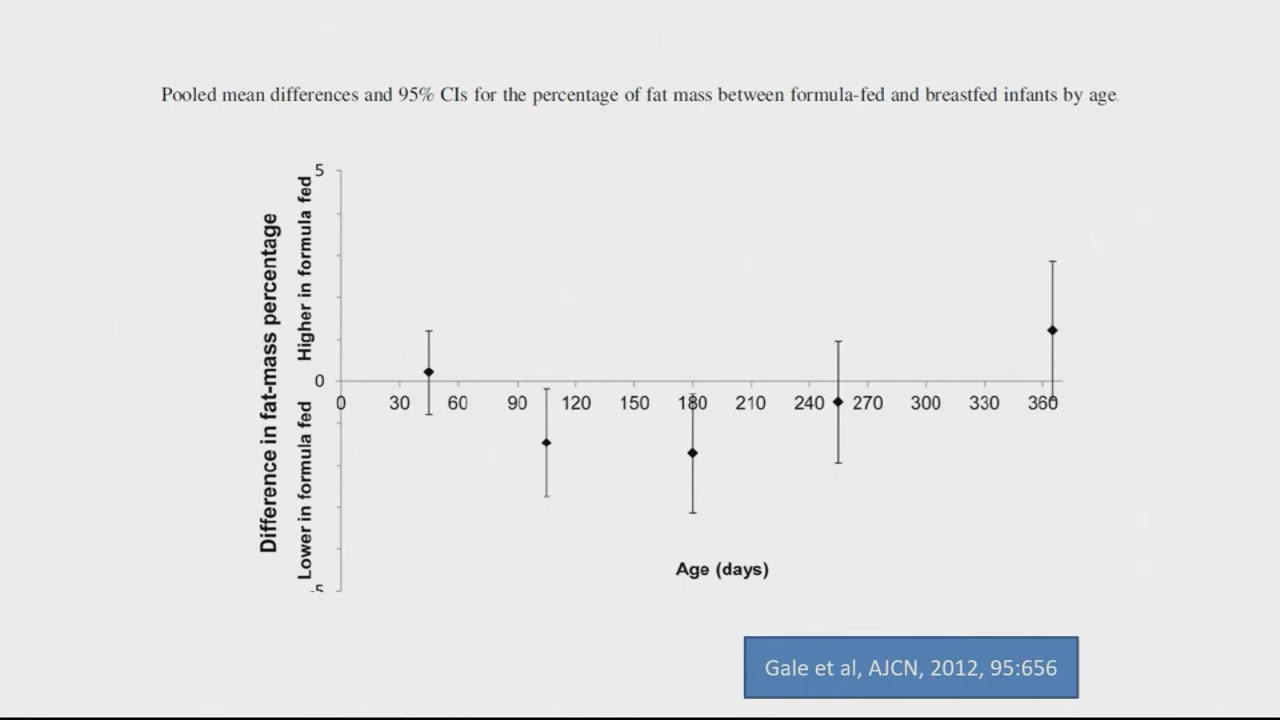 Pooled mean differences and 95% CIs for the percentage of fat mass between formula-fed and breastfed infants by age
Difference in fat-mass percentage
Higher in formula fed
Lower in formula fed
5
0
-5
0 30 60 90 120 150 180 210 240 270 300 330 360
Age (days)
Gale et al, AJCN, 2012, 95:656